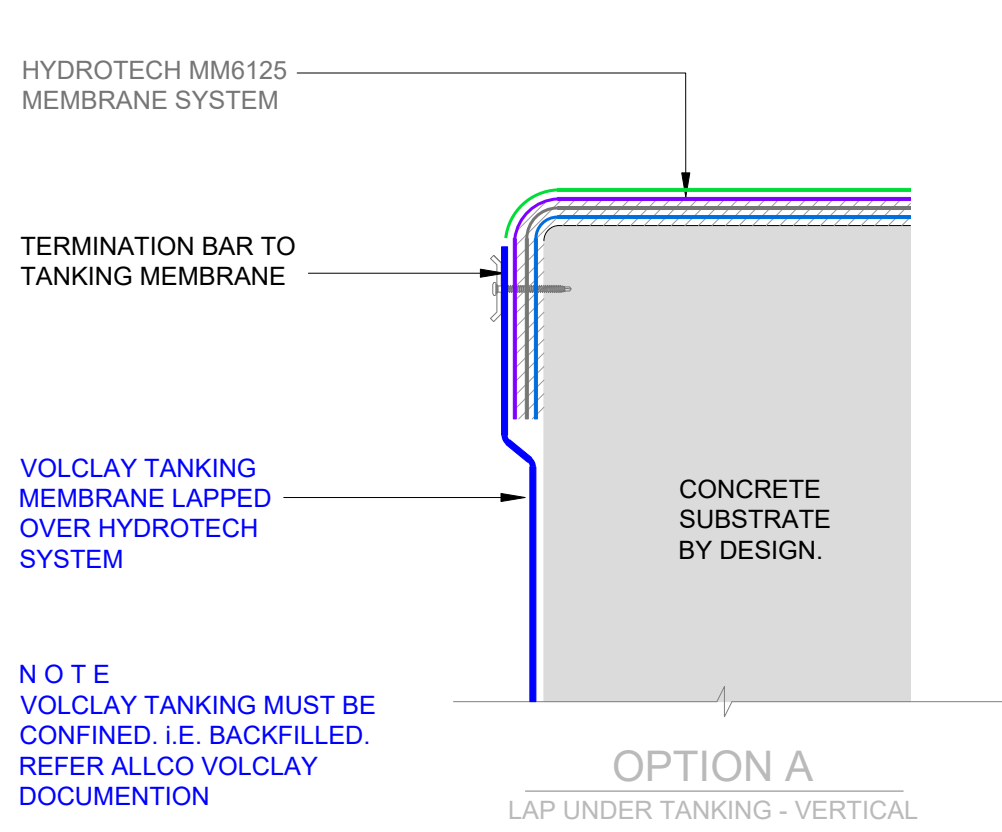 HYDROTECH MM6125
MEMBRANE SYSTEM
TERMINATION BAR TO
TANKING MEMBRANE
VOLCLAY TANKING
MEMBRANE LAPPED
OVER HYDROTECH
SYSTEM
CONCRETE
SUBSTRATE
BY DESIGN.
N O T E
VOLCLAY TANKING MUST BE
CONFINED. i.E. BACKFILLED.
REFER ALLCO VOLCLAY
DOCUMENTION
OPTION A
LAP UNDER TANKING - VERTICAL